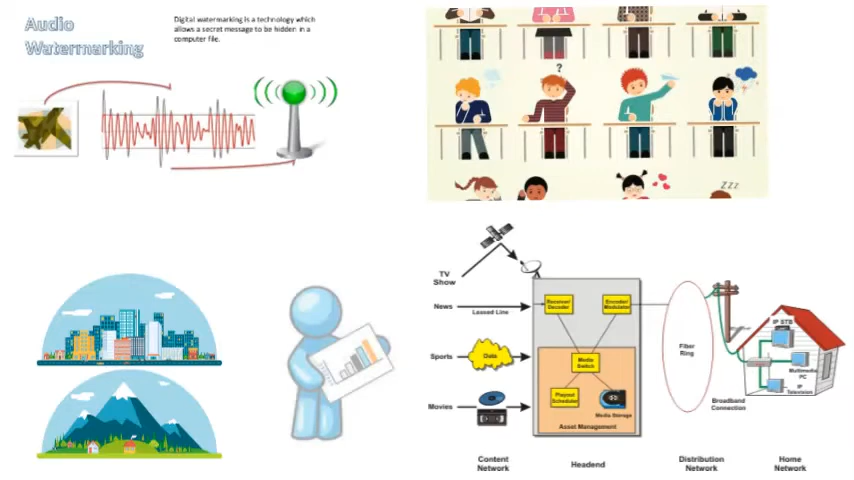 Audio
Watermarking
Digital watermarking is a technology which
allows a secret message to be hidden in a
computer file.
?
ZZZ
TV
Show
News
Leased Line
Sports
Data
Movies
Receiver/
Decoder
Encoder/
Modulator
Media
Switch
Playout
Scheduler
Media Storage
Asset Management
Fiber
Ring
Broadband
Connection
IP STB
Multimedia
PC
IP
Television
Content
Network
Headend
Distribution
Network
Home
Network